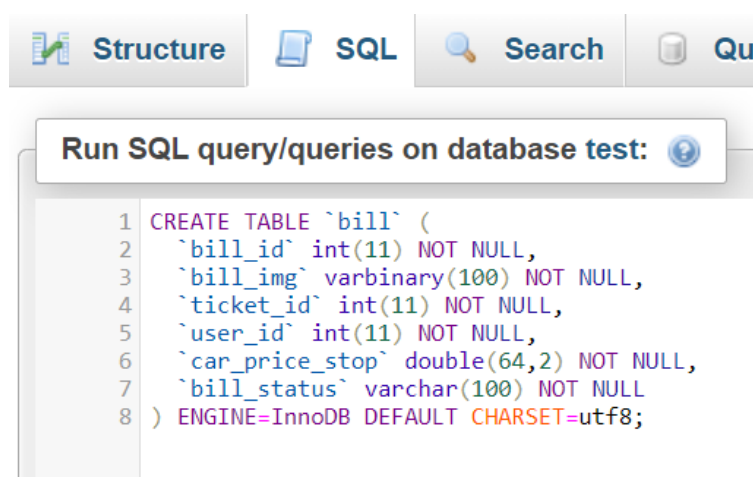 Structure SQL Search Qu
Run SQL query/queries on database test:
1 CREATE TABLE `bill` (
2 `bill_id` int(11) NOT NULL,
3 `bill_img` varbinary(100) NOT NULL,
4 `ticket_id` int(11) NOT NULL,
5 `user_id` int(11) NOT NULL,
6 `car_price_stop` double(64,2) NOT NULL,
7 `bill_status` varchar(100) NOT NULL
8 ) ENGINE=InnoDB DEFAULT CHARSET=utf8;